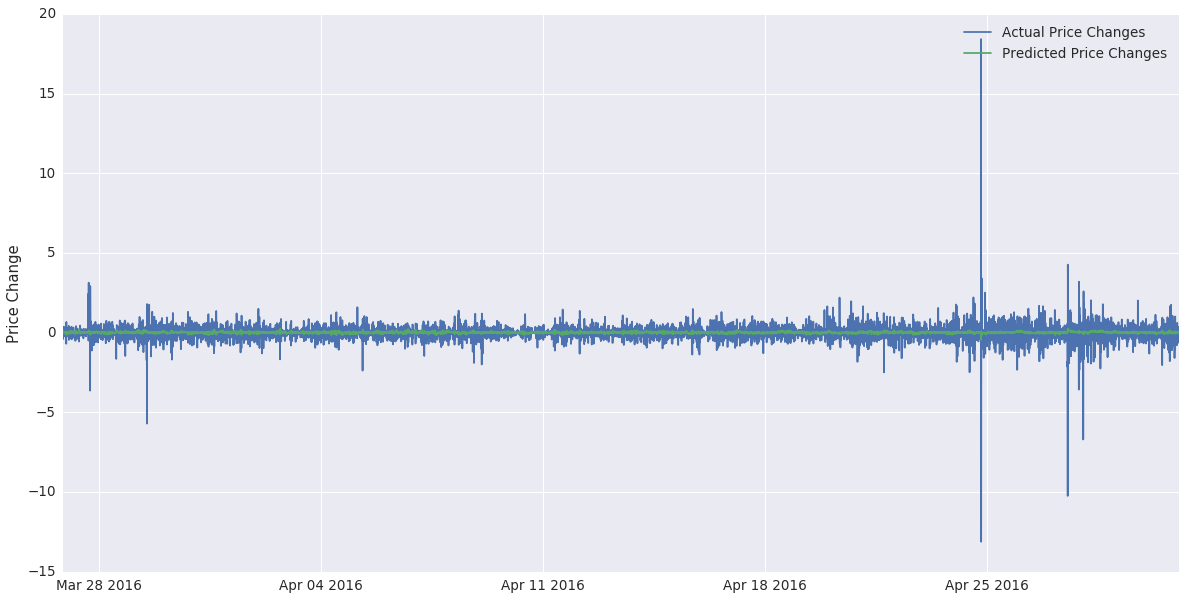 20
Actual Price Changes
Predicted Price Changes
15
10
5
0
−5
−10
−15
Price Change
Mar 28 2016
Apr 04 2016
Apr 11 2016
Apr 18 2016
Apr 25 2016